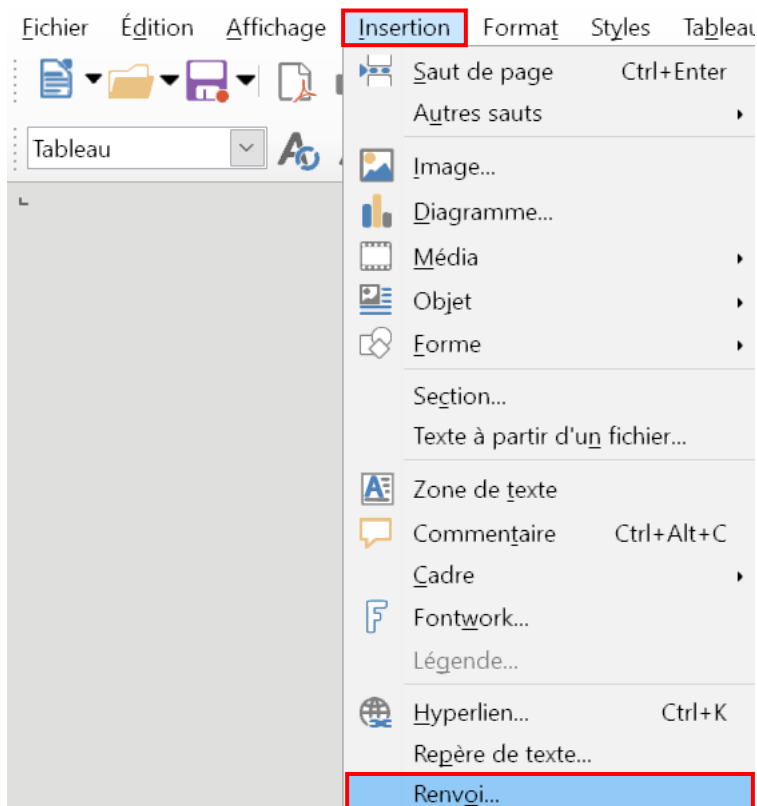 Fichier Édition Affichage Insertion Format Styles Tableau
Saut de page Ctrl+Enter
Autres sauts
Tableau
Image...
Diagramme...
Média
Objet
Forme
Section...
Texte à partir d'un fichier...
Zone de texte
Commentaire Ctrl+Alt+C
Cadre
Fontwork...
Légende...
Hyperlien... Ctrl+K
Repère de texte...
Renvoi...